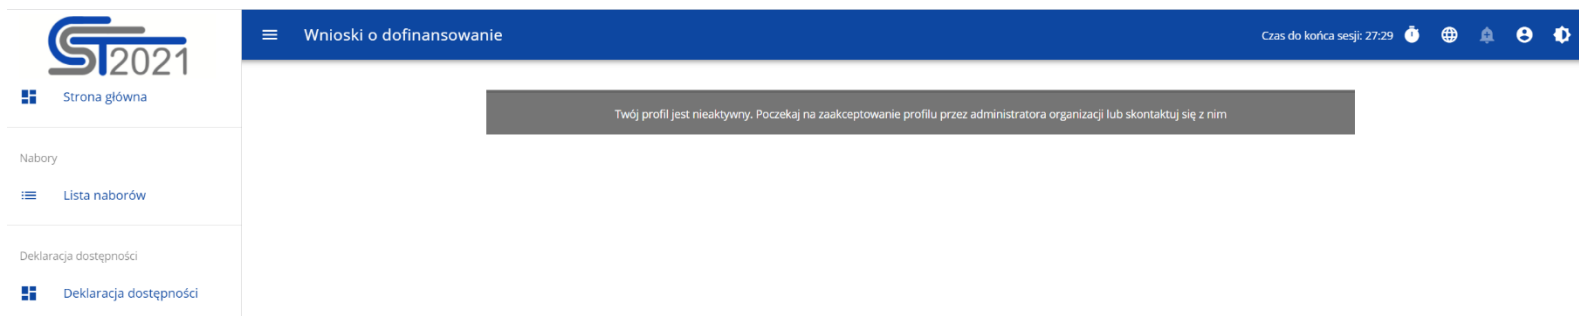 CST2021
Wnioski o dofinansowanie
Czas do końca sesji: 27:29
Strona główna
Twój profil jest nieaktywny. Poczekaj na zaakceptowanie profilu przez administratora organizacji lub skontaktuj się z nim
Nabory
Lista naborów
Deklaracja dostępności
Deklaracja dostępności